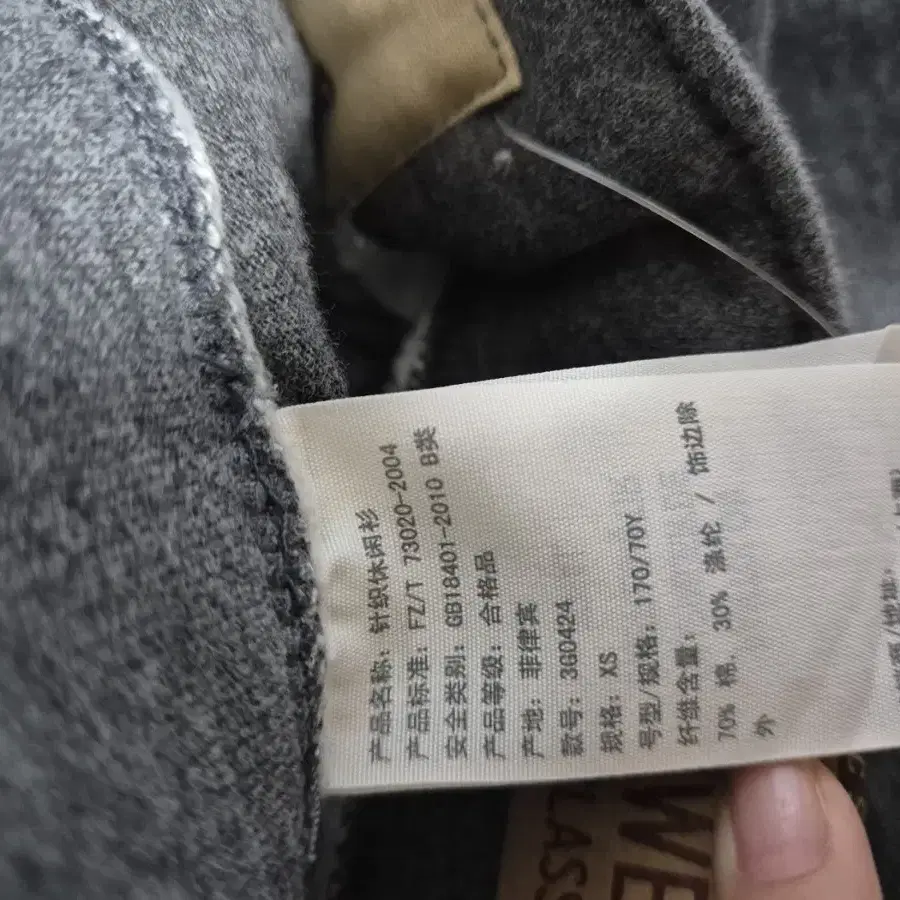 产品名称: 针织休闲衫
产品标准: FZ/T 73020-2004
安全类别: GB18401-2010 B类
产品等级: 合格品
产地: 菲律宾
款号: 3G0424
规格: XS
号型/规格: 170/70Y
纤维含量:
70% 棉, 30% 涤纶 / 饰边除
外